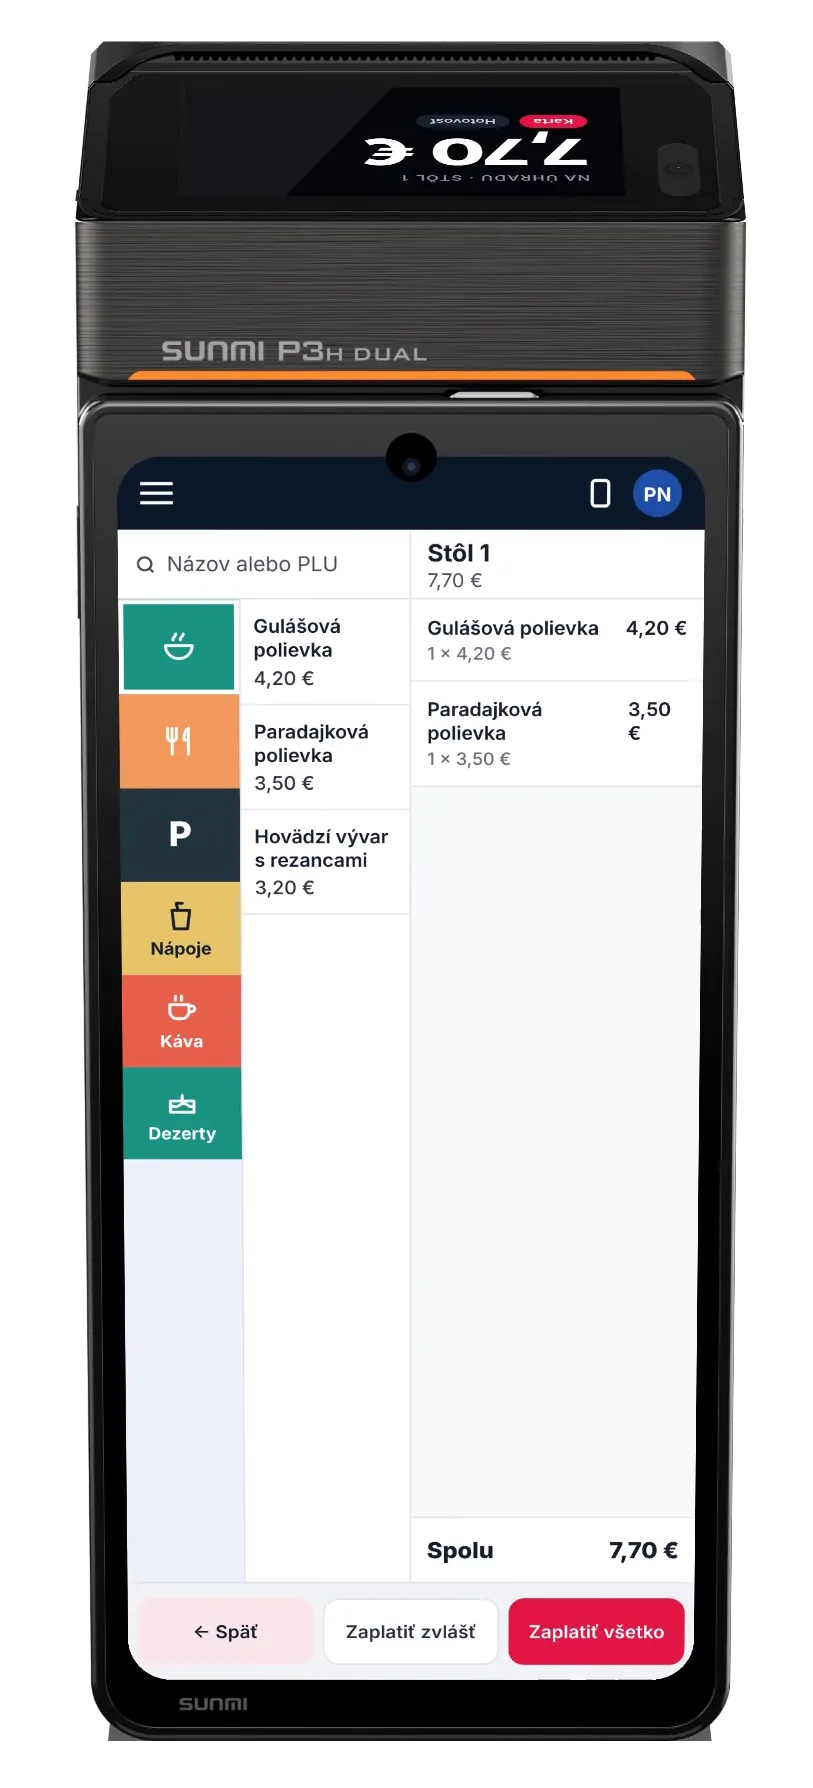 NA ÚHRADU · STÔL 1
7,70 €
Karta Hotovosť
SUNMI P3H DUAL
PN
Názov alebo PLU
Stôl 1
7,70 €
Gulášová
polievka
4,20 €
Paradajková
polievka
3,50 €
Hovädzí vývar
s rezancami
3,20 €
P
Nápoje
Káva
Dezerty
Gulášová polievka 4,20 €
1 × 4,20 €
Paradajková 3,50
polievka €
1 × 3,50 €
Spolu 7,70 €
← Späť Zaplatiť zvlášť Zaplatiť všetko
SUNMI